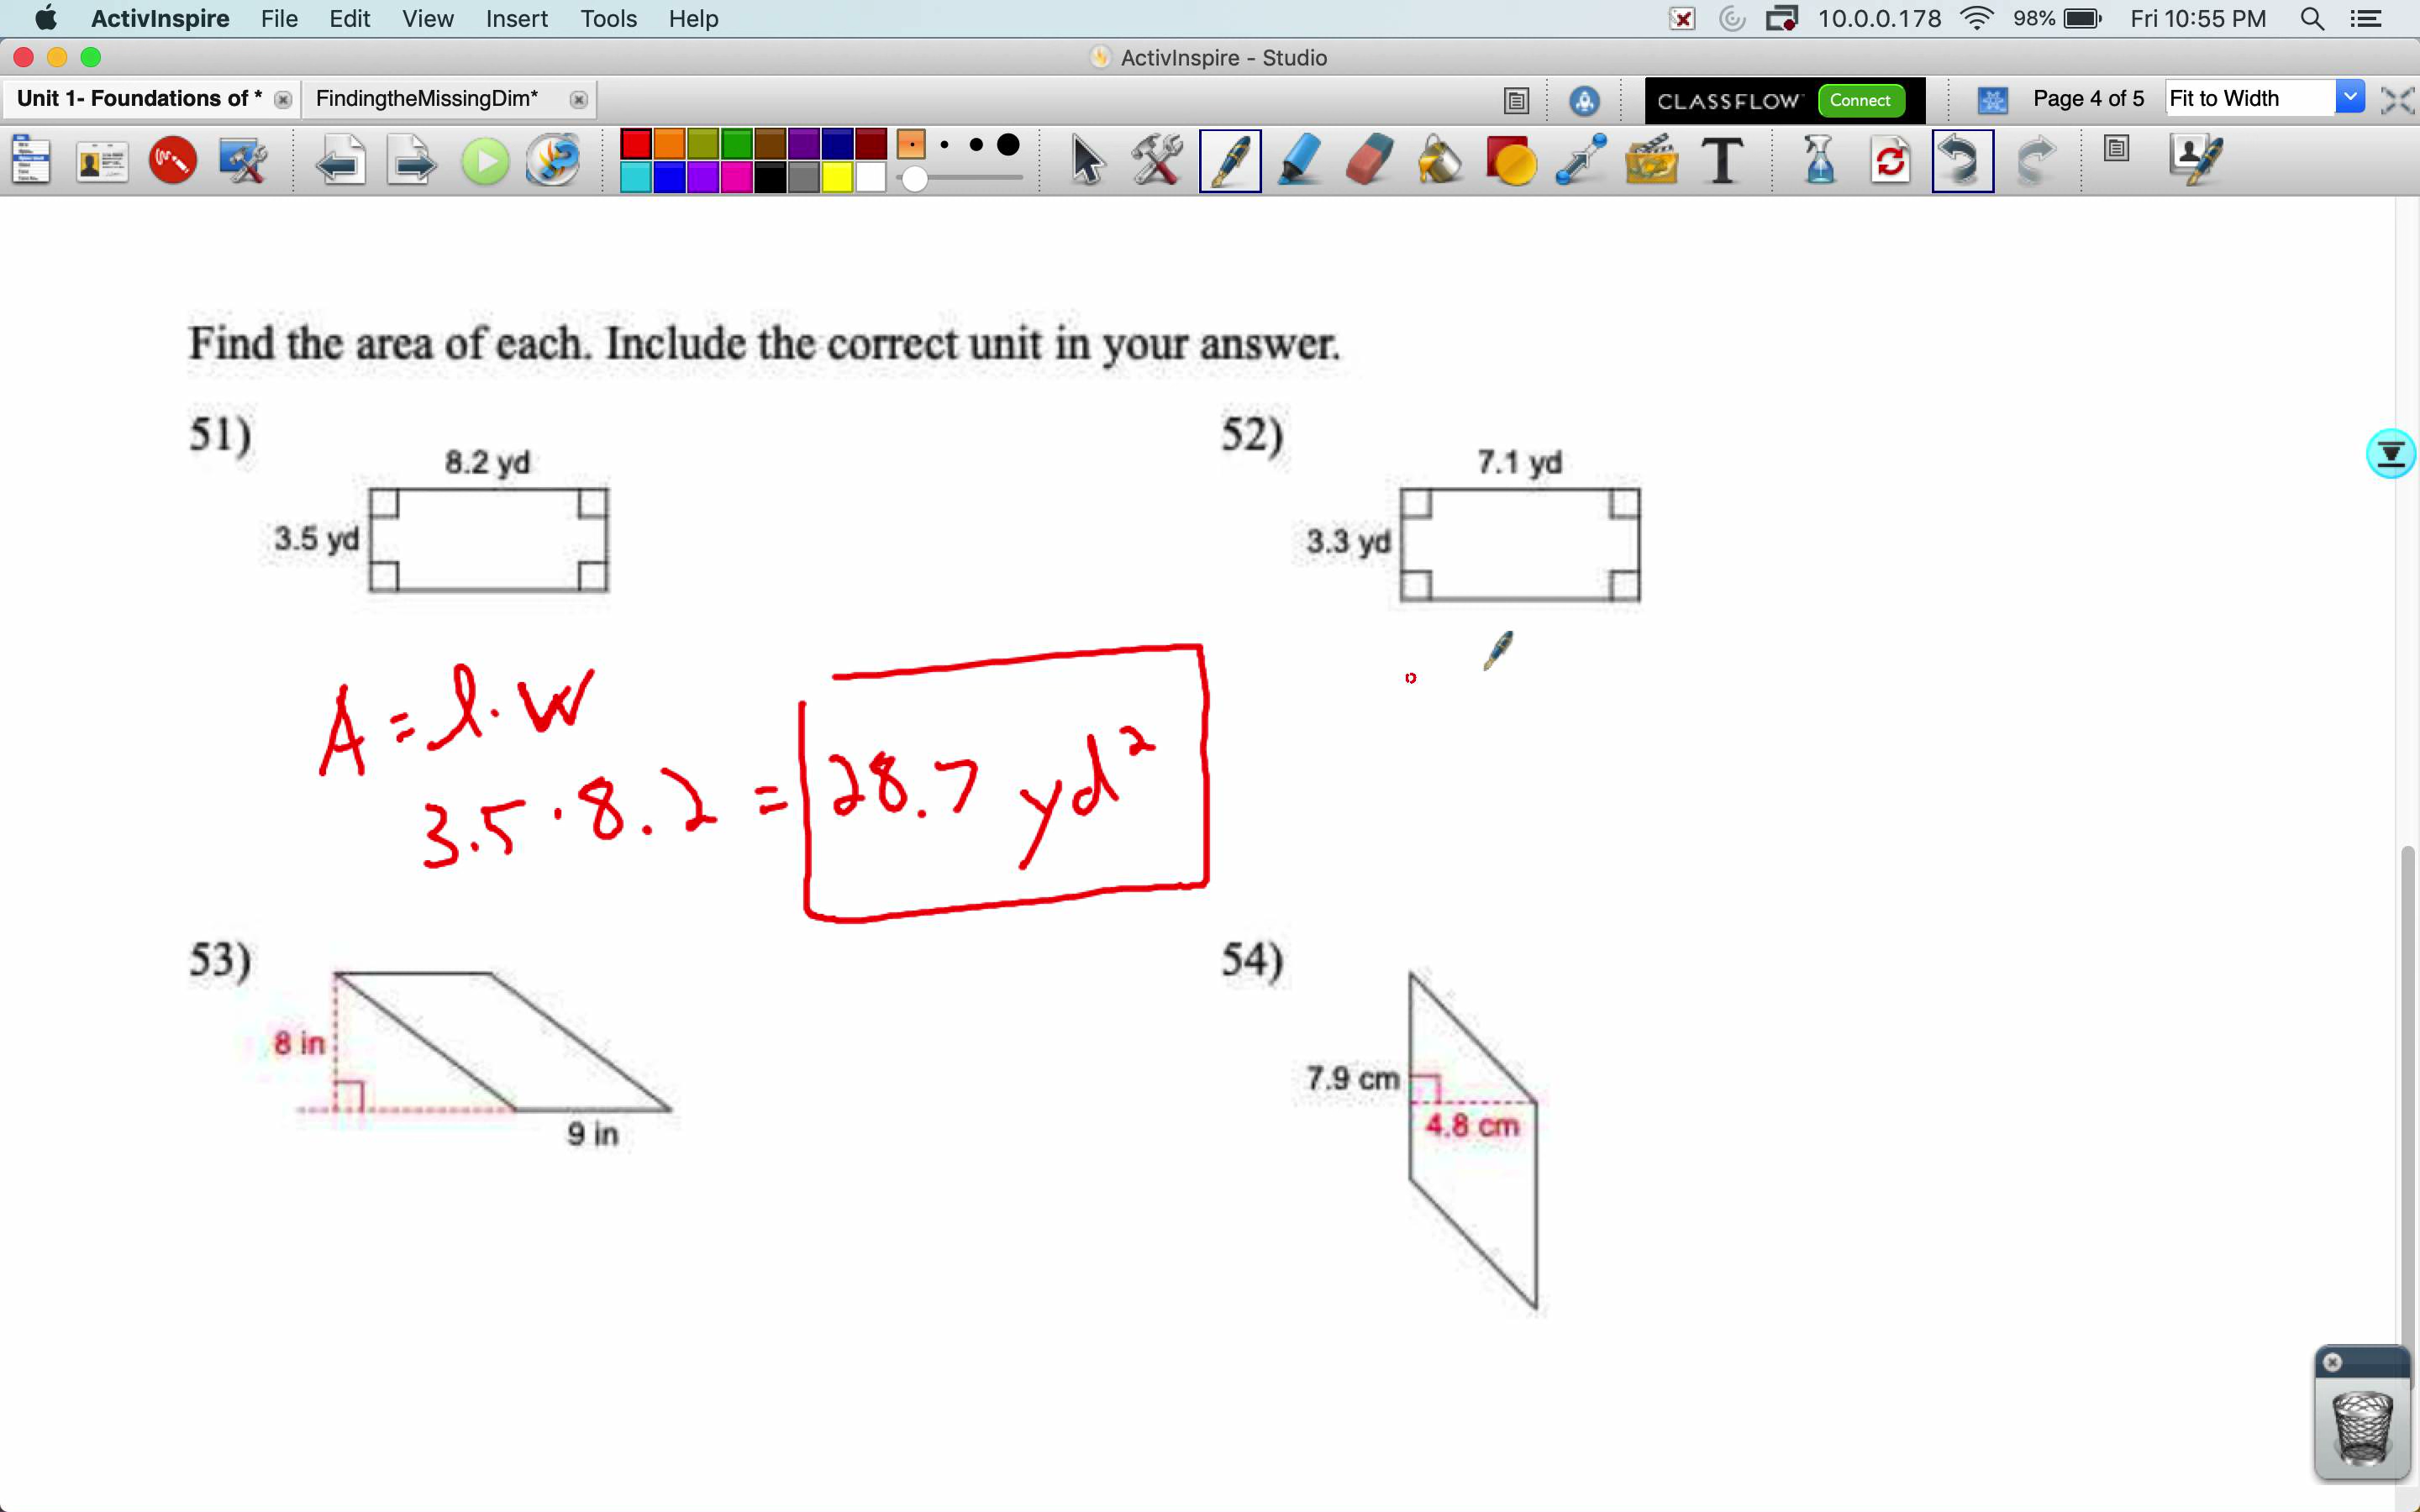 ActivInspire File Edit View Insert Tools Help 10.0.0.178 98% Fri 10:55 PM
ActivInspire - Studio
Unit 1- Foundations of * FindingtheMissingDim* CLASSFLOW Connect Page 4 of 5 Fit to Width
T
Find the area of each. Include the correct unit in your answer.
51)
8.2 yd
3.5 yd
52)
7.1 yd
3.3 yd
A = l · w
3.5 · 8.2 = 28.7 yd²
53)
8 in
9 in
54)
7.9 cm
4.8 cm